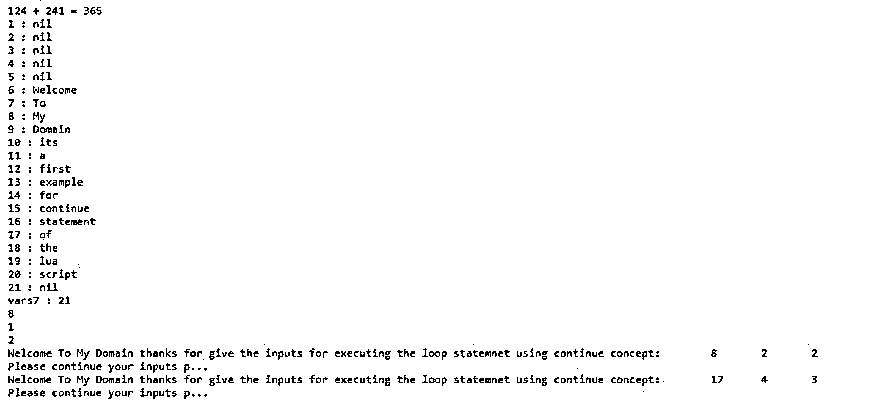 124 + 241 = 365
1 : nil
2 : nil
3 : nil
4 : nil
5 : nil
6 : Welcome
7 : To
8 : My
9 : Domain
10 : its
11 : a
12 : first
13 : example
14 : for
15 : continue
16 : statement
17 : of
18 : the
19 : lua
20 : script
21 : nil
vars7 : 21
8
1
2
Welcome To My Domain thanks for give the inputs for executing the loop statemnet using continue concept: 8 2 2
Please continue your inputs p...
Welcome To My Domain thanks for give the inputs for executing the loop statemnet using continue concept: 17 4 3
Please continue your inputs p...